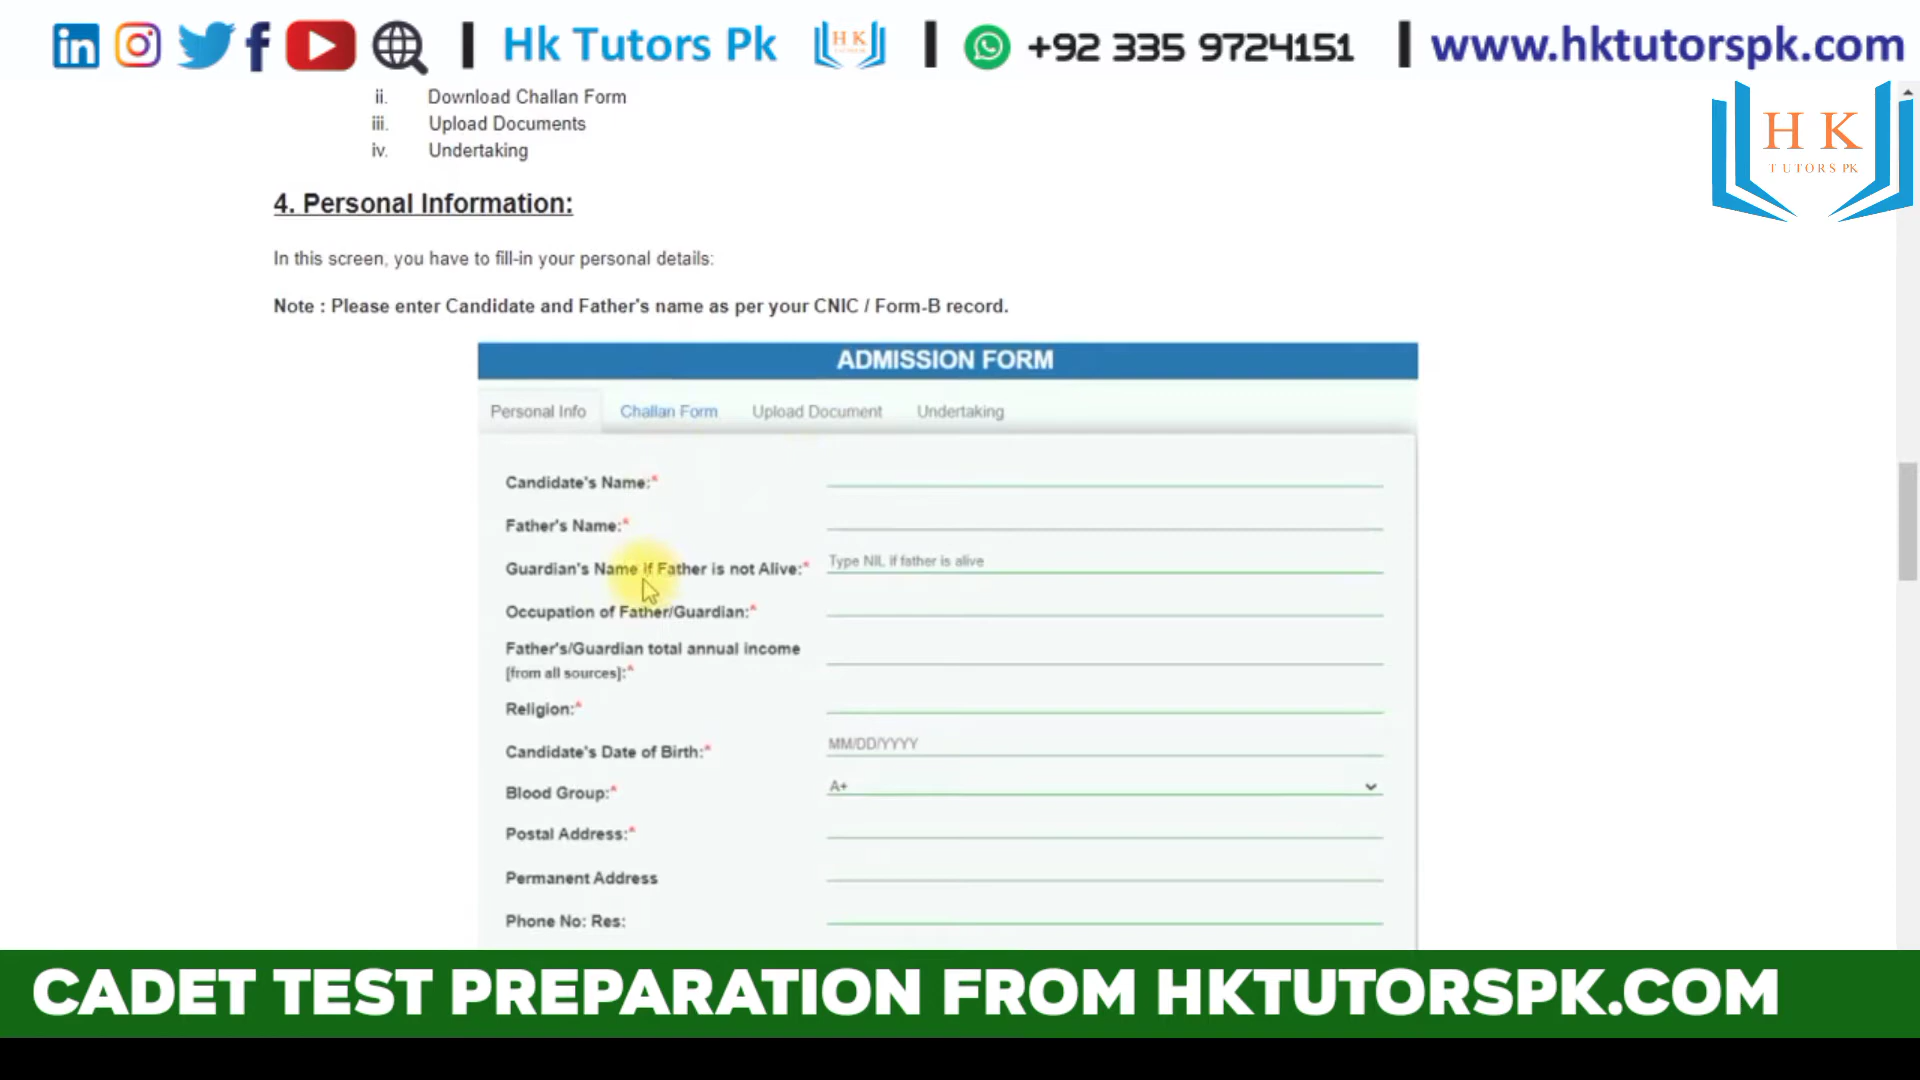 Hk Tutors Pk HK +92 335 9724151 www.hktutorspk.com
ii. Download Challan Form
iii. Upload Documents
iv. Undertaking
H K
TUTORS PK
4. Personal Information:
In this screen, you have to fill-in your personal details:
Note : Please enter Candidate and Father's name as per your CNIC / Form-B record.
ADMISSION FORM
Personal Info Challan Form Upload Document Undertaking
Candidate's Name:*
Father's Name:*
Guardian's Name if Father is not Alive:* Type NIL if father is alive
Occupation of Father/Guardian:*
Father's/Guardian total annual income
[from all sources]:*
Religion:*
Candidate's Date of Birth:* MM/DD/YYYY
Blood Group:* A+
Postal Address:*
Permanent Address
Phone No: Res:
CADET TEST PREPARATION FROM HKTUTORSPK.COM